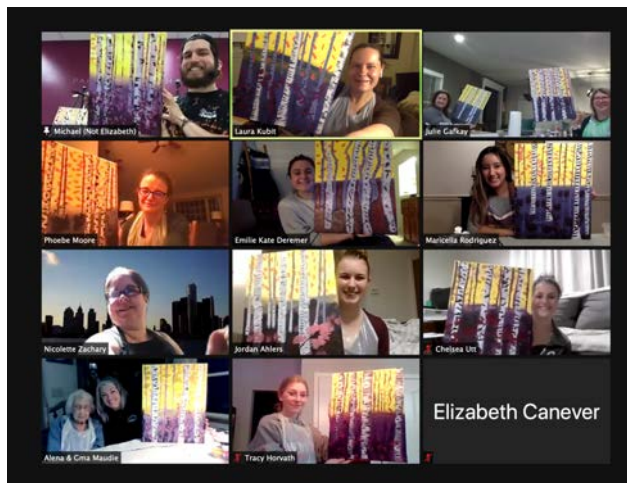 Michael (Not Elizabeth)
Laura Kubit
Julie Gafkay
Phoebe Moore
Emilie Kate Deremer
Maricella Rodriguez
Nicolette Zachary
Jordan Ahlers
Chelsea Utt
Elizabeth Canever
Alena & Gma Maudie
Tracy Horvath